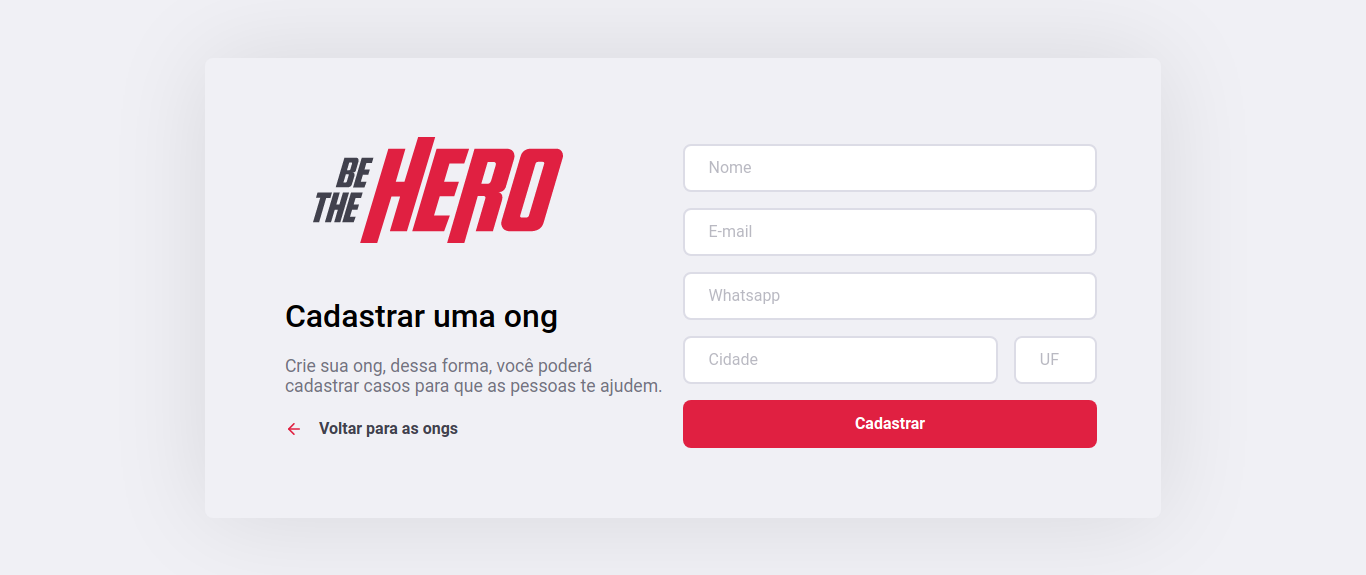 BE
THE
HERO
Cadastrar uma ong
Crie sua ong, dessa forma, você poderá
cadastrar casos para que as pessoas te ajudem.
Voltar para as ongs
Nome
E-mail
Whatsapp
Cidade
UF
Cadastrar